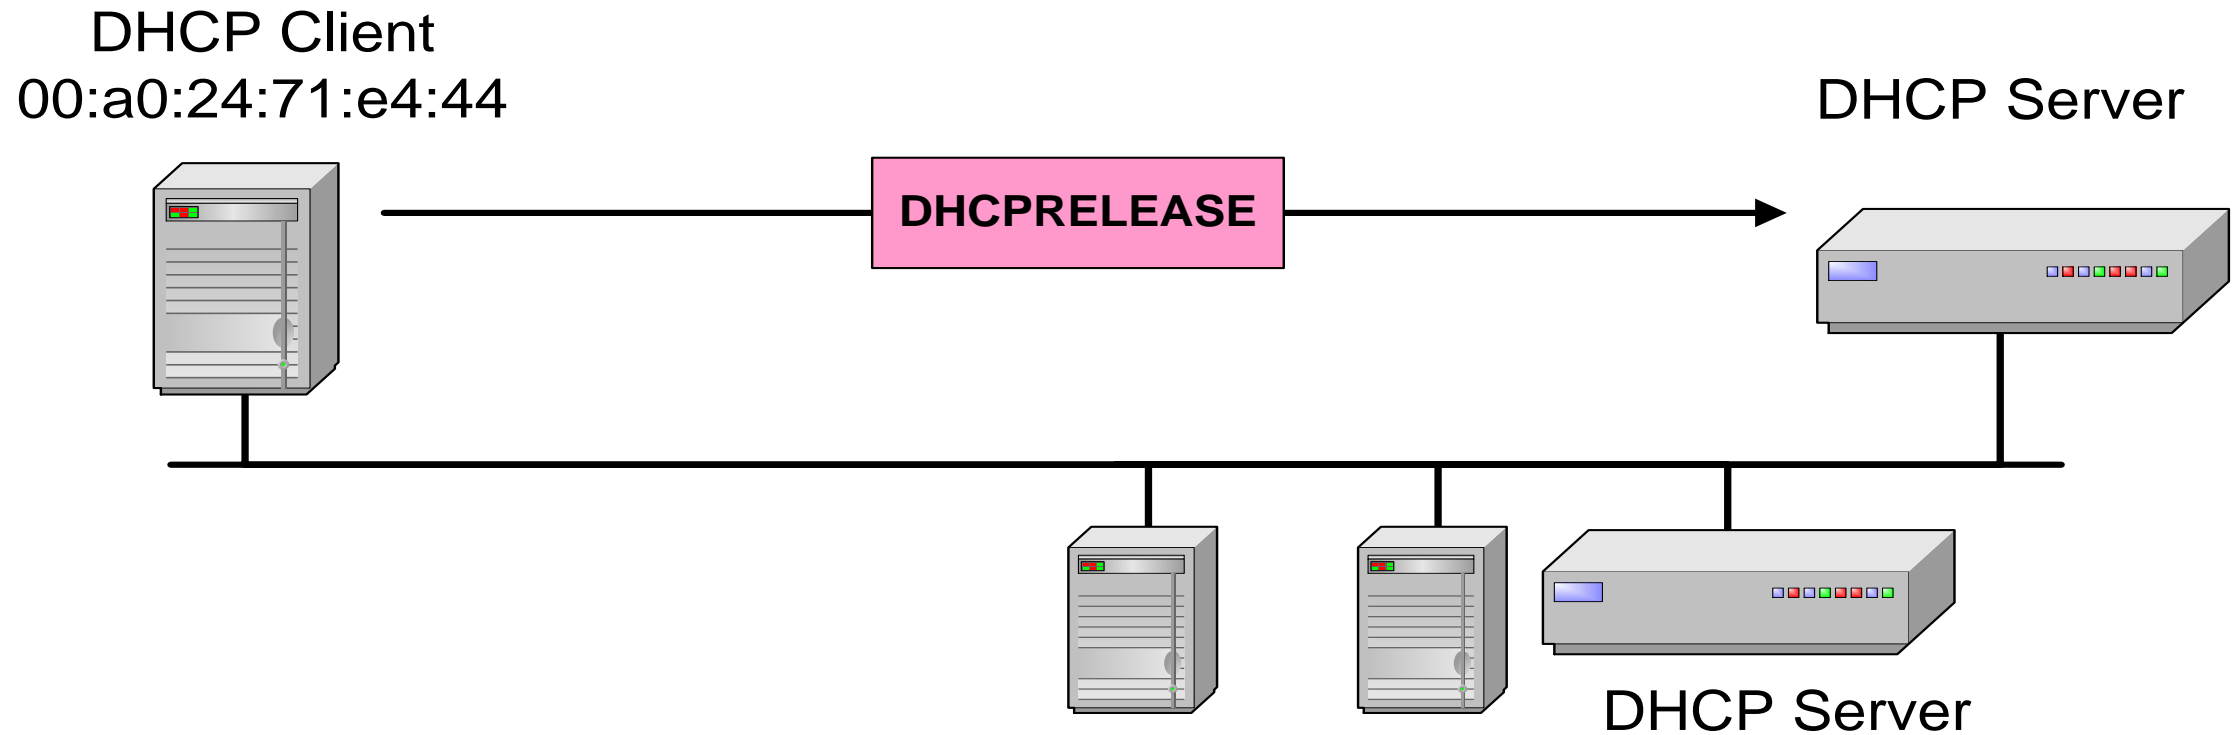 DHCP Client
00:a0:24:71:e4:44
DHCP Server
DHCPRELEASE
DHCP Server